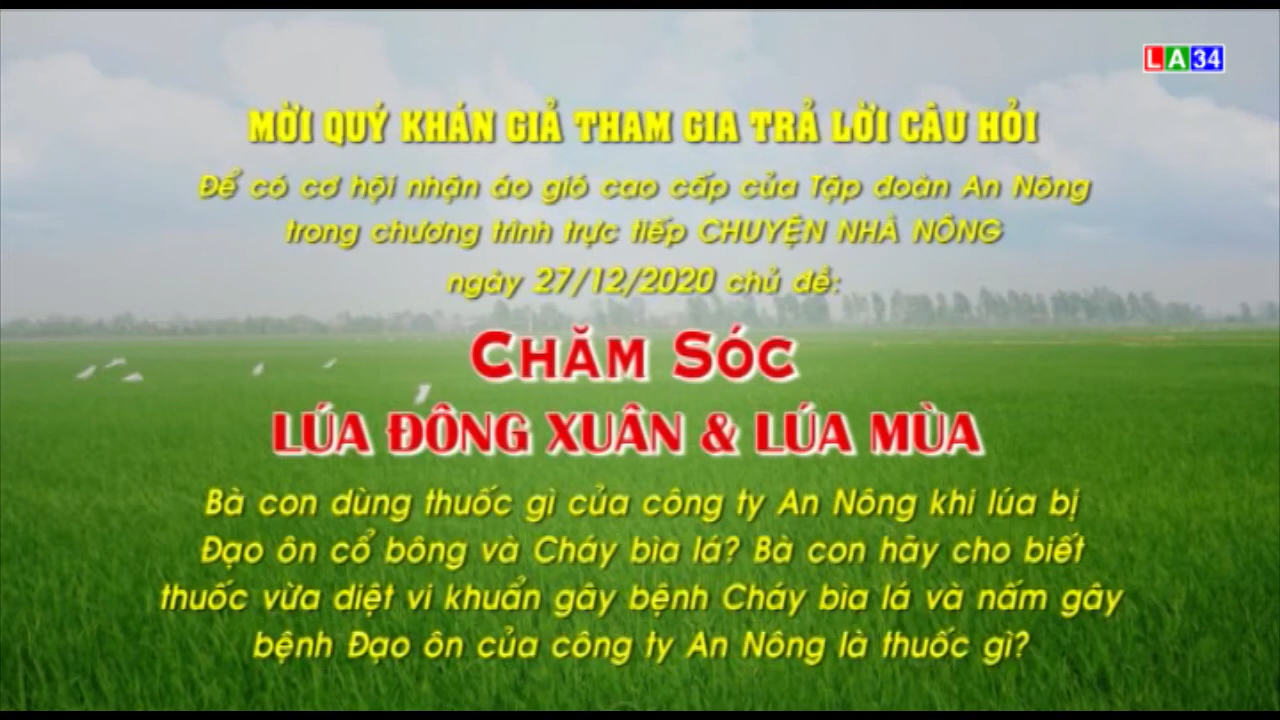 LA34
MỜI QUÝ KHÁN GIẢ THAM GIA TRẢ LỜI CÂU HỎI
Để có cơ hội nhận áo gió cao cấp của Tập đoàn An Nông
trong chương trình trực tiếp CHUYỆN NHÀ NÔNG
ngày 27/12/2020 chủ đề:
CHĂM SÓC
LÚA ĐÔNG XUÂN & LÚA MÙA
Bà con dùng thuốc gì của công ty An Nông khi lúa bị
Đạo ôn cổ bông và Cháy bìa lá? Bà con hãy cho biết
thuốc vừa diệt vi khuẩn gây bệnh Cháy bìa lá và nấm gây
bệnh Đạo ôn của công ty An Nông là thuốc gì?